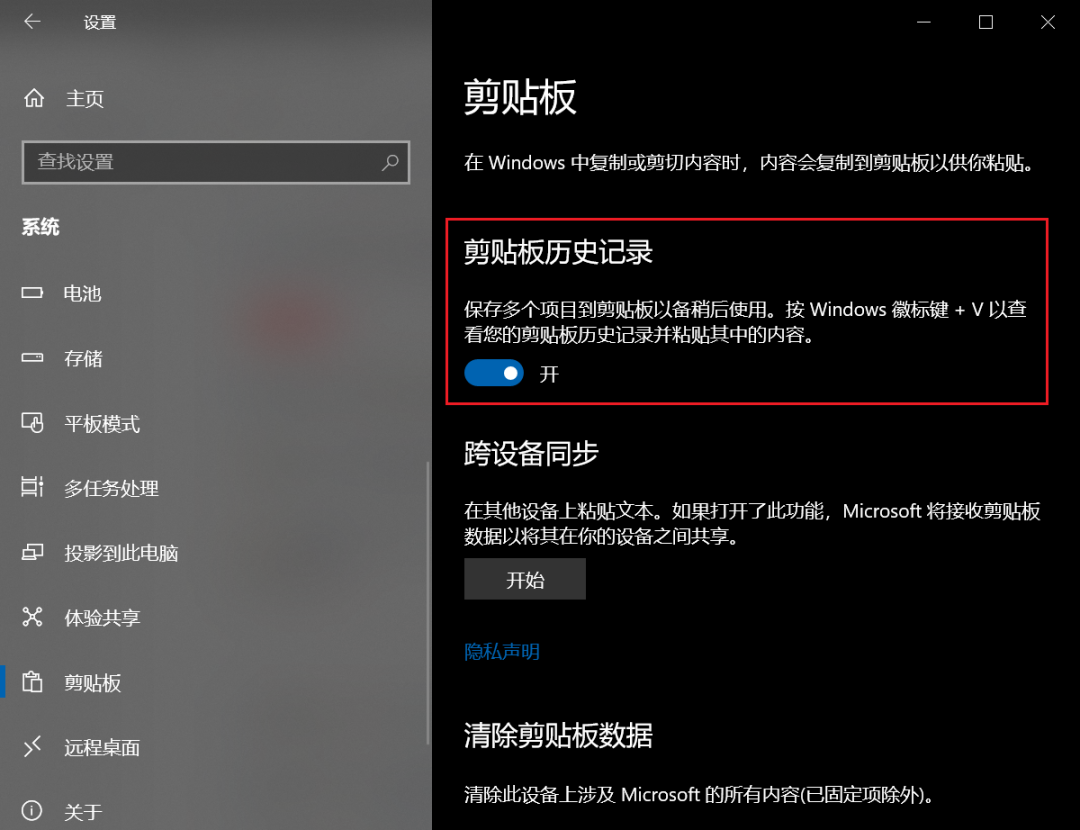 设置
主页
查找设置
系统
电池
存储
平板模式
多任务处理
投影到此电脑
体验共享
剪贴板
远程桌面
关于
剪贴板
在 Windows 中复制或剪切内容时，内容会复制到剪贴板以供你粘贴。
剪贴板历史记录
保存多个项目到剪贴板以备稍后使用。按 Windows 徽标键 + V 以查
看您的剪贴板历史记录并粘贴其中的内容。
开
跨设备同步
在其他设备上粘贴文本。如果打开了此功能，Microsoft 将接收剪贴板
数据以将其在你的设备之间共享。
开始
隐私声明
清除剪贴板数据
清除此设备上涉及 Microsoft 的所有内容(已固定项除外)。